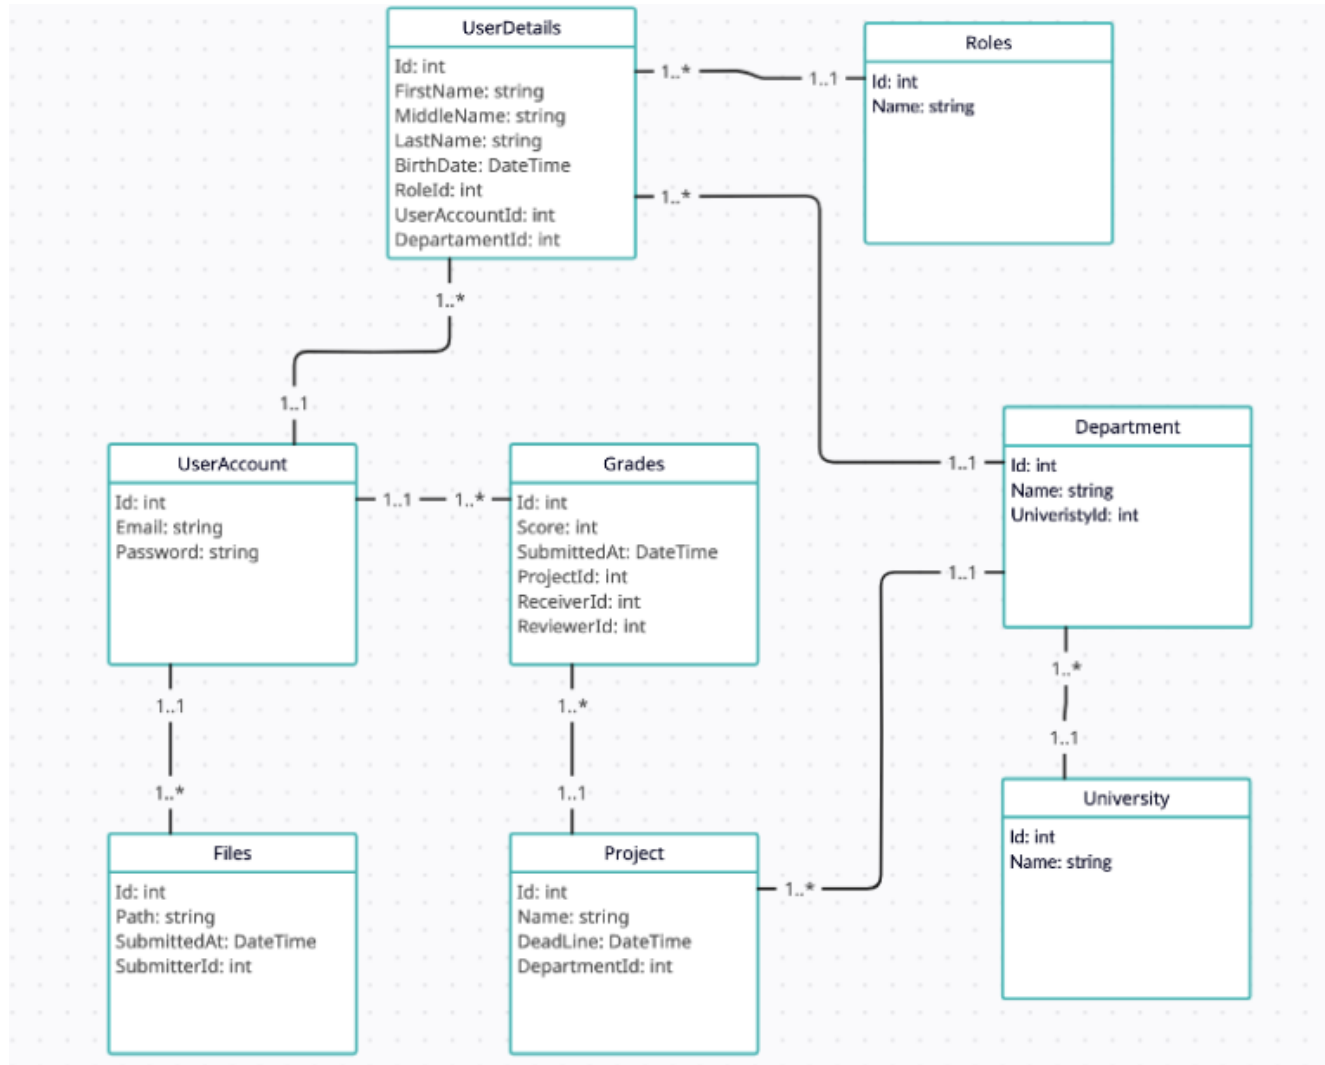 UserDetails
Id: int
FirstName: string
MiddleName: string
LastName: string
BirthDate: DateTime
RoleId: int
UserAccountId: int
DepartamentId: int
1..*
1..1
Roles
Id: int
Name: string
1..*
1..*
1..1
UserAccount
Id: int
Email: string
Password: string
1..1
1..*
Grades
Id: int
Score: int
SubmittedAt: DateTime
ProjectId: int
ReceiverId: int
ReviewerId: int
1..1
Department
Id: int
Name: string
UniveristyId: int
1..1
1..1
1..*
1..*
1..1
1..*
1..1
Files
Id: int
Path: string
SubmittedAt: DateTime
SubmitterId: int
Project
Id: int
Name: string
DeadLine: DateTime
DepartmentId: int
1..*
University
Id: int
Name: string